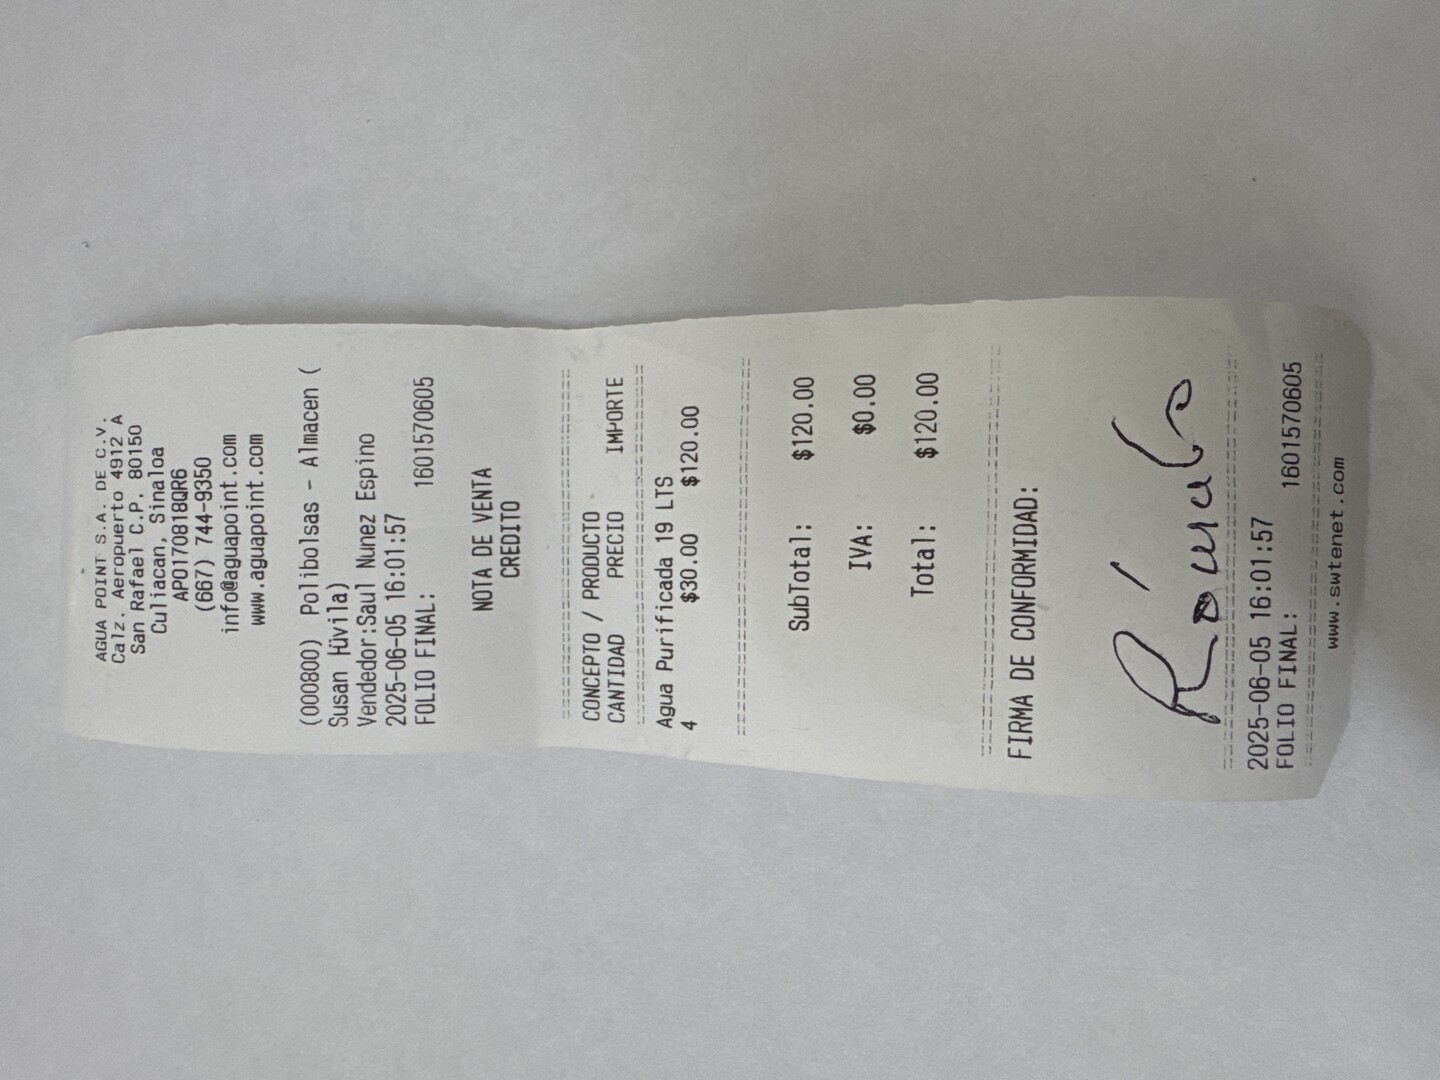 AGUA POINT S.A. DE C.V.
Calz. Aeropuerto 4912 A
San Rafael C.P. 80150
Culiacan, Sinaloa
APO170818QR6
(667) 744-9350
info@aguapoint.com
www.aguapoint.com
(000800) Polibolsas - Almacen (
Susan Hüvila)
Vendedor:Saul Nunez Espino
2025-06-05 16:01:57
FOLIO FINAL: 1601570605
NOTA DE VENTA
CREDITO
CONCEPTO / PRODUCTO
CANTIDAD PRECIO IMPORTE
Agua Purificada 19 LTS
4 $30.00 $120.00
SubTotal: $120.00
IVA: $0.00
Total: $120.00
FIRMA DE CONFORMIDAD:
2025-06-05 16:01:57
FOLIO FINAL: 1601570605
www.swtenet.com